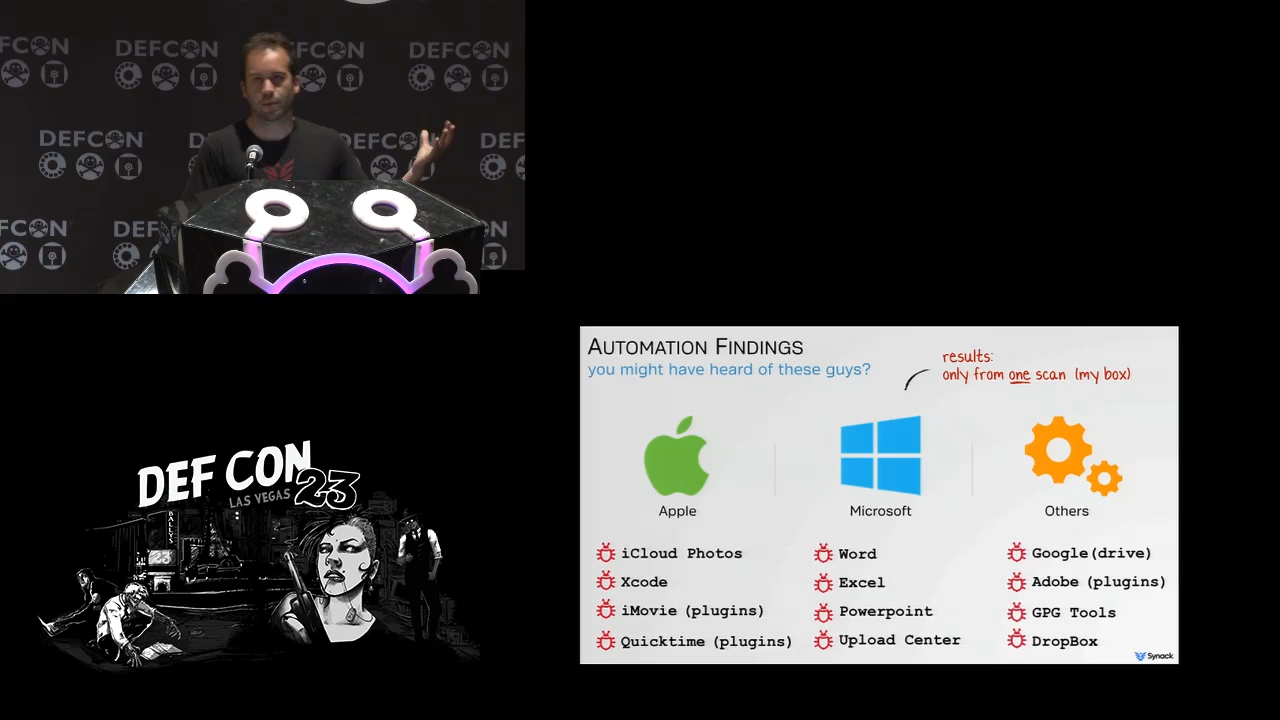 DEFCON
DEFCON
DEFCON
DEFCON
DEFCON
DEFCON
DEF CON
23
LAS VEGAS
BALLYS
AUTOMATION FINDINGS
you might have heard of these guys?
results:
only from one scan (my box)
Apple
Microsoft
Others
iCloud Photos
Xcode
iMovie (plugins)
Quicktime (plugins)
Word
Excel
Powerpoint
Upload Center
Google(drive)
Adobe (plugins)
GPG Tools
DropBox
Synack